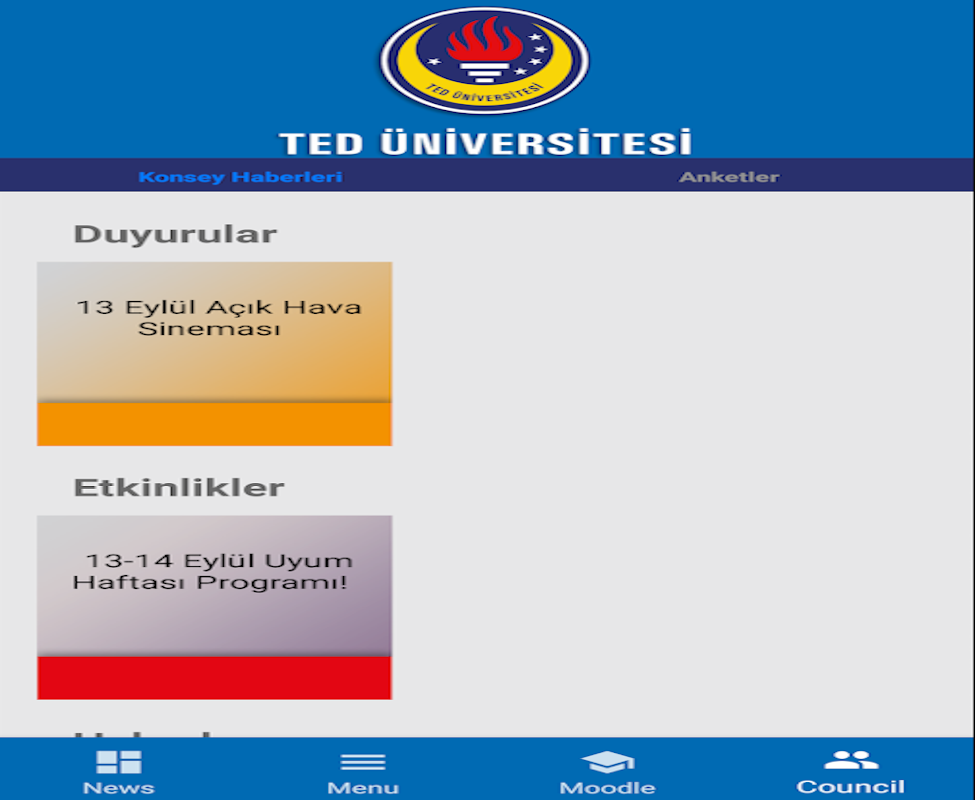 TED ÜNİVERSİTESİ
TED ÜNİVERSİTESİ
Konsey Haberleri
Anketler
Duyurular
13 Eylül Açık Hava
Sineması
Etkinlikler
13-14 Eylül Uyum
Haftası Programı!
News
Menu
Moodle
Council